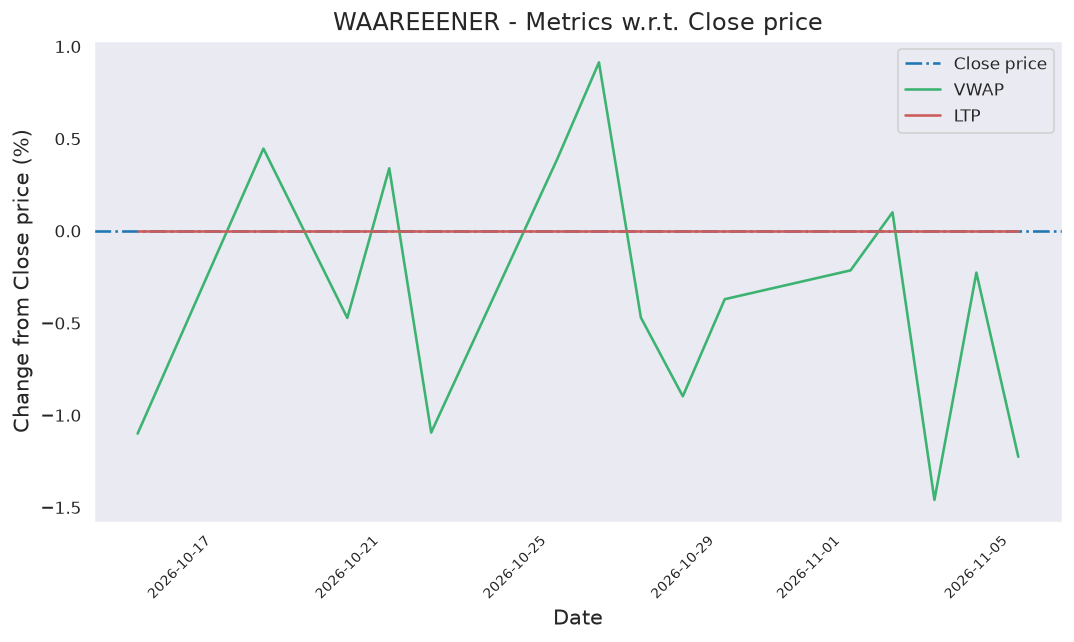 WAAREEENER - Metrics w.r.t. Close price
Change from Close price (%)
1.0
0.5
0.0
−0.5
−1.0
−1.5
Close price
VWAP
LTP
2026-10-17
2026-10-21
2026-10-25
2026-10-29
2026-11-01
2026-11-05
Date